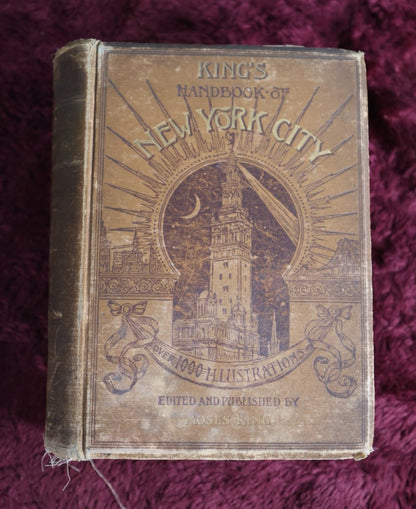 KING'S
HANDBOOK OF
NEW YORK CITY
OVER 1000 ILLUSTRATIONS
EDITED AND PUBLISHED BY
MOSES KING